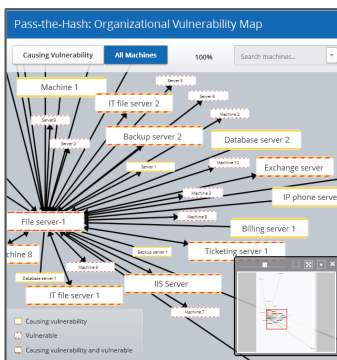 Pass-the-Hash: Organizational Vulnerability Map
Causing Vulnerability
All Machines
100%
Search machines...
Machine 1
Server 5
IT file server 2
Server 6
Machine 2
Server 3
Backup server 2
Server 2
Database server 2
Machine 10
Server 1
Exchange server
Machine 3
IP phone serve
File server-1
Machine 8
Billing server 1
chine 8
Backup server 1
Ticketing server 1
Machine 9
Database server 1
IIS Server
IT file server 1
Machine 7
Causing vulnerability
Vulnerable
Causing vulnerability and vulnerable